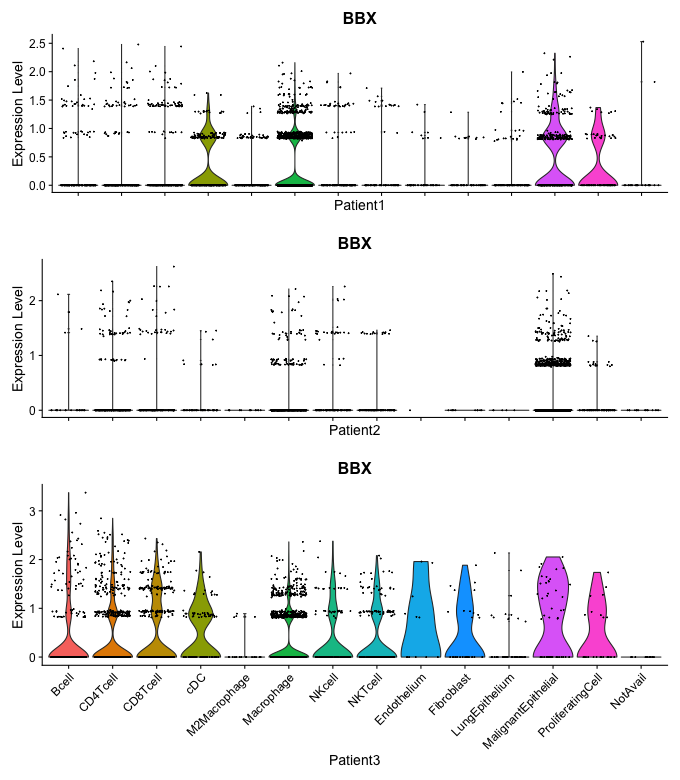 BBX
Expression Level
2.5
2.0
1.5
1.0
0.5
0.0
Patient1
BBX
Expression Level
2
1
0
Patient2
BBX
Expression Level
3
2
1
0
Bcell
CD4Tcell
CD8Tcell
cDC
M2Macrophage
Macrophage
NKcell
NKTcell
Endothelium
Fibroblast
LungEpithelium
MalignantEpithelial
ProliferatingCell
NotAvail
Patient3